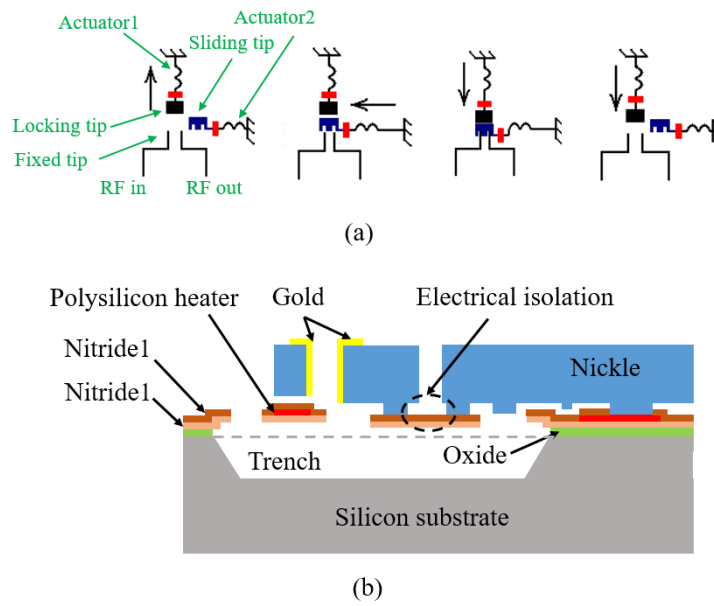 Actuator1
Actuator2
Sliding tip
Locking tip
Fixed tip
RF in
RF out
(a)
Polysilicon heater
Gold
Electrical isolation
Nitride1
Nickle
Nitride1
Trench
Oxide
Silicon substrate
(b)